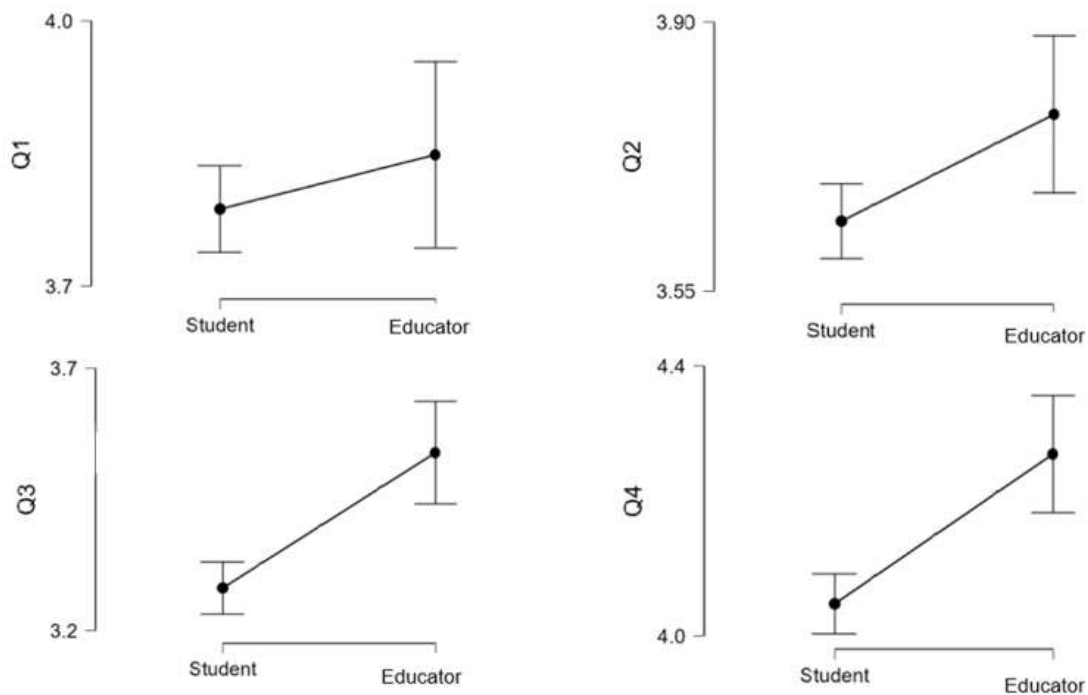 4.0
Q1
3.7
Student
Educator
3.90
Q2
3.55
Student
Educator
3.7
Q3
3.2
Student
Educator
4.4
Q4
4.0
Student
Educator